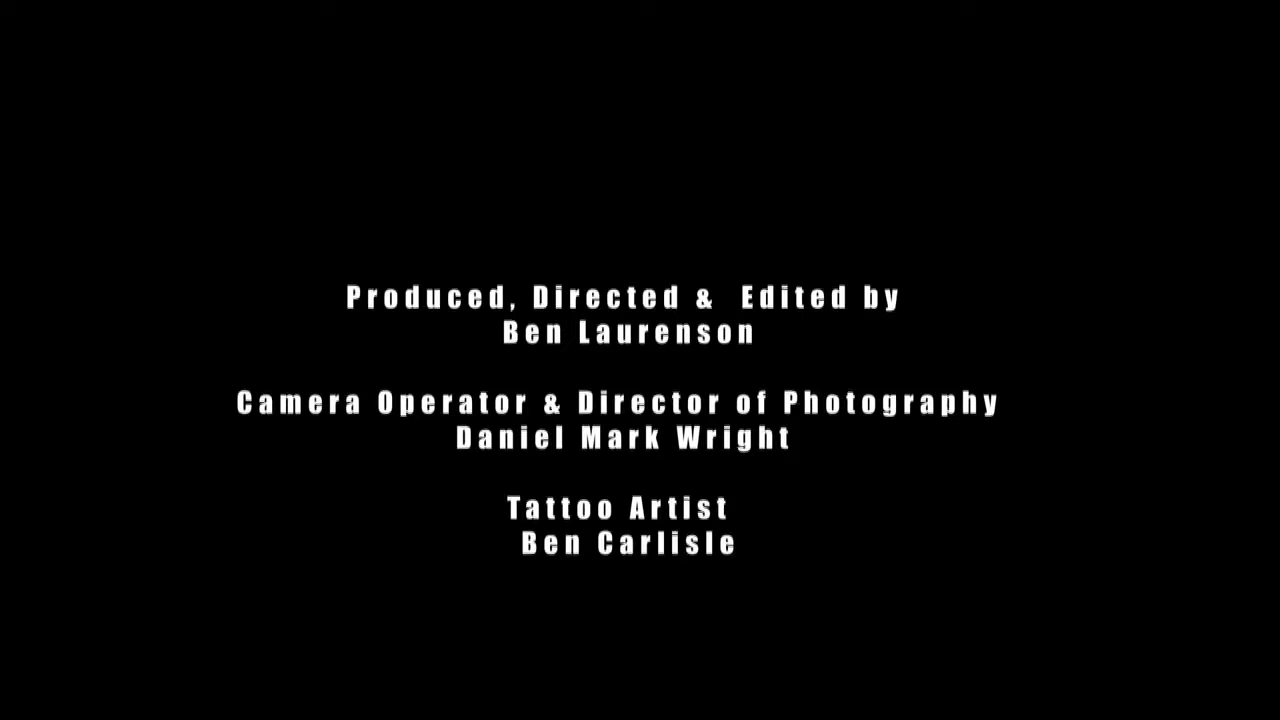 Produced, Directed & Edited by
Ben Laurenson
Camera Operator & Director of Photography
Daniel Mark Wright
Tattoo Artist
Ben Carlisle